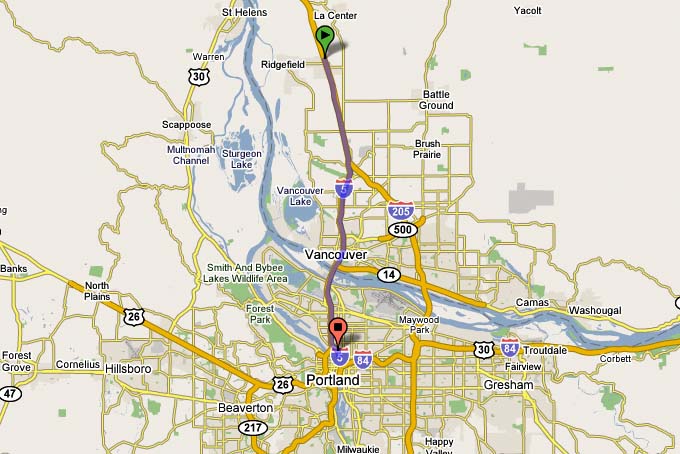 La Center
St Helens
Yacolt
Ridgefield
Warren
30
Battle
Ground
Scappoose
Multnomah
Channel
Sturgeon
Lake
Brush
Prairie
5
Vancouver
Lake
205
500
Vancouver
14
Smith And Bybee
Lakes Wildlife Area
Banks
North
Plains
Camas
Washougal
Forest
Park
26
Maywood
Park
30
84
Troutdale
Corbett
Fairview
84
5
Forest
Grove
Cornelius
Hillsboro
26
Portland
Gresham
47
Beaverton
217
Milwaukie
Happy
Valley
26